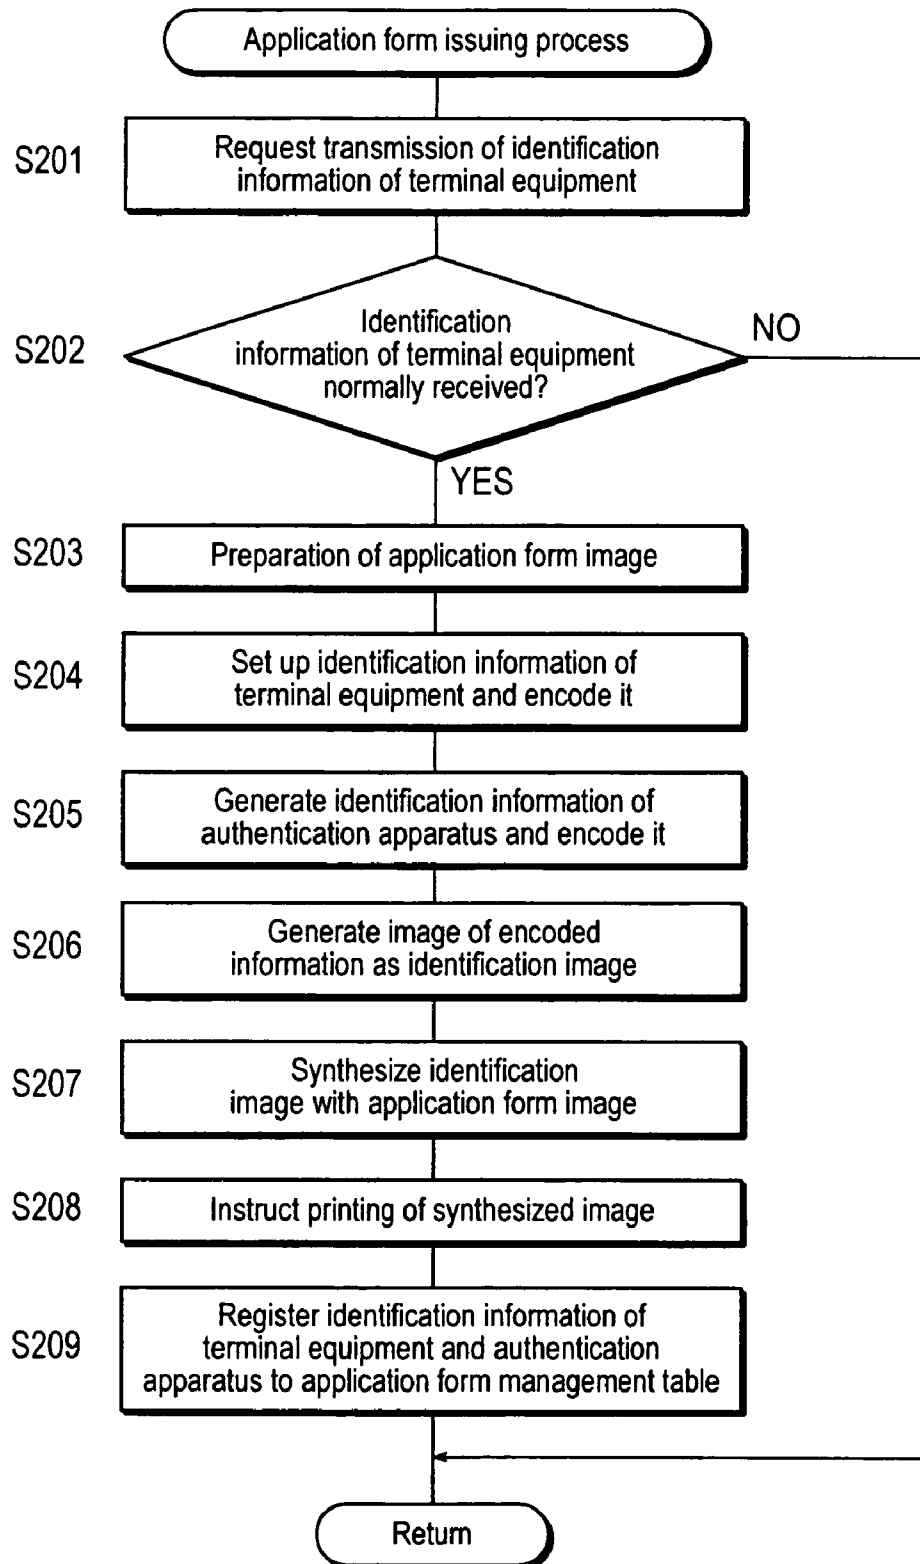 Application form issuing process
S201
Request transmission of identification
information of terminal equipment
S202
Identification
information of terminal equipment
normally received?
NO
YES
S203
Preparation of application form image
S204
Set up identification information of
terminal equipment and encode it
S205
Generate identification information of
authentication apparatus and encode it
S206
Generate image of encoded
information as identification image
S207
Synthesize identification
image with application form image
S208
Instruct printing of synthesized image
S209
Register identification information of
terminal equipment and authentication
apparatus to application form management table
Return